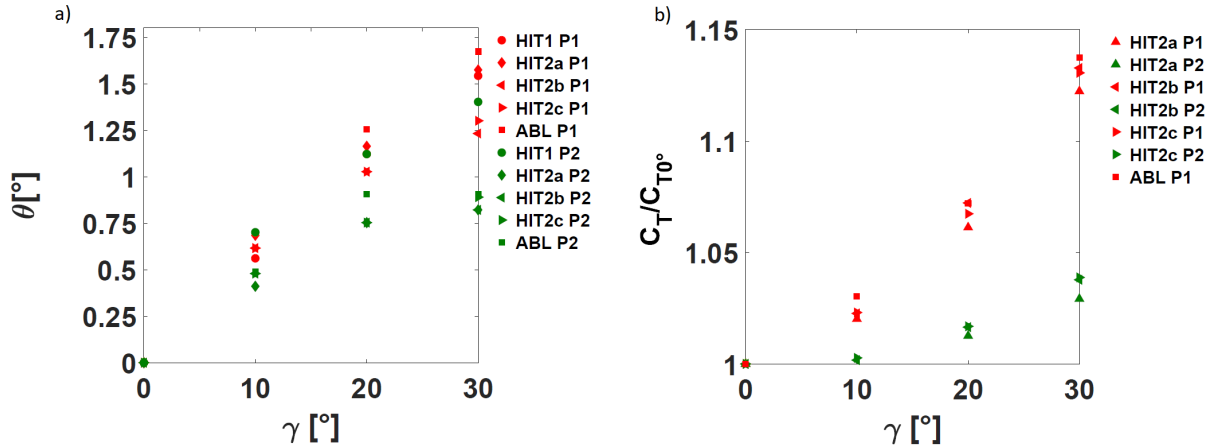 a)
1.75
1.5
1.25
1
0.75
0.5
0.25
0
θ[°]
0 10 20 30
γ [°]
HIT1 P1
HIT2a P1
HIT2b P1
HIT2c P1
ABL P1
HIT1 P2
HIT2a P2
HIT2b P2
HIT2c P2
ABL P2
b)
1.15
1.1
1.05
1
C_T/C_T0°
0 10 20 30
γ [°]
HIT2a P1
HIT2a P2
HIT2b P1
HIT2b P2
HIT2c P1
HIT2c P2
ABL P1